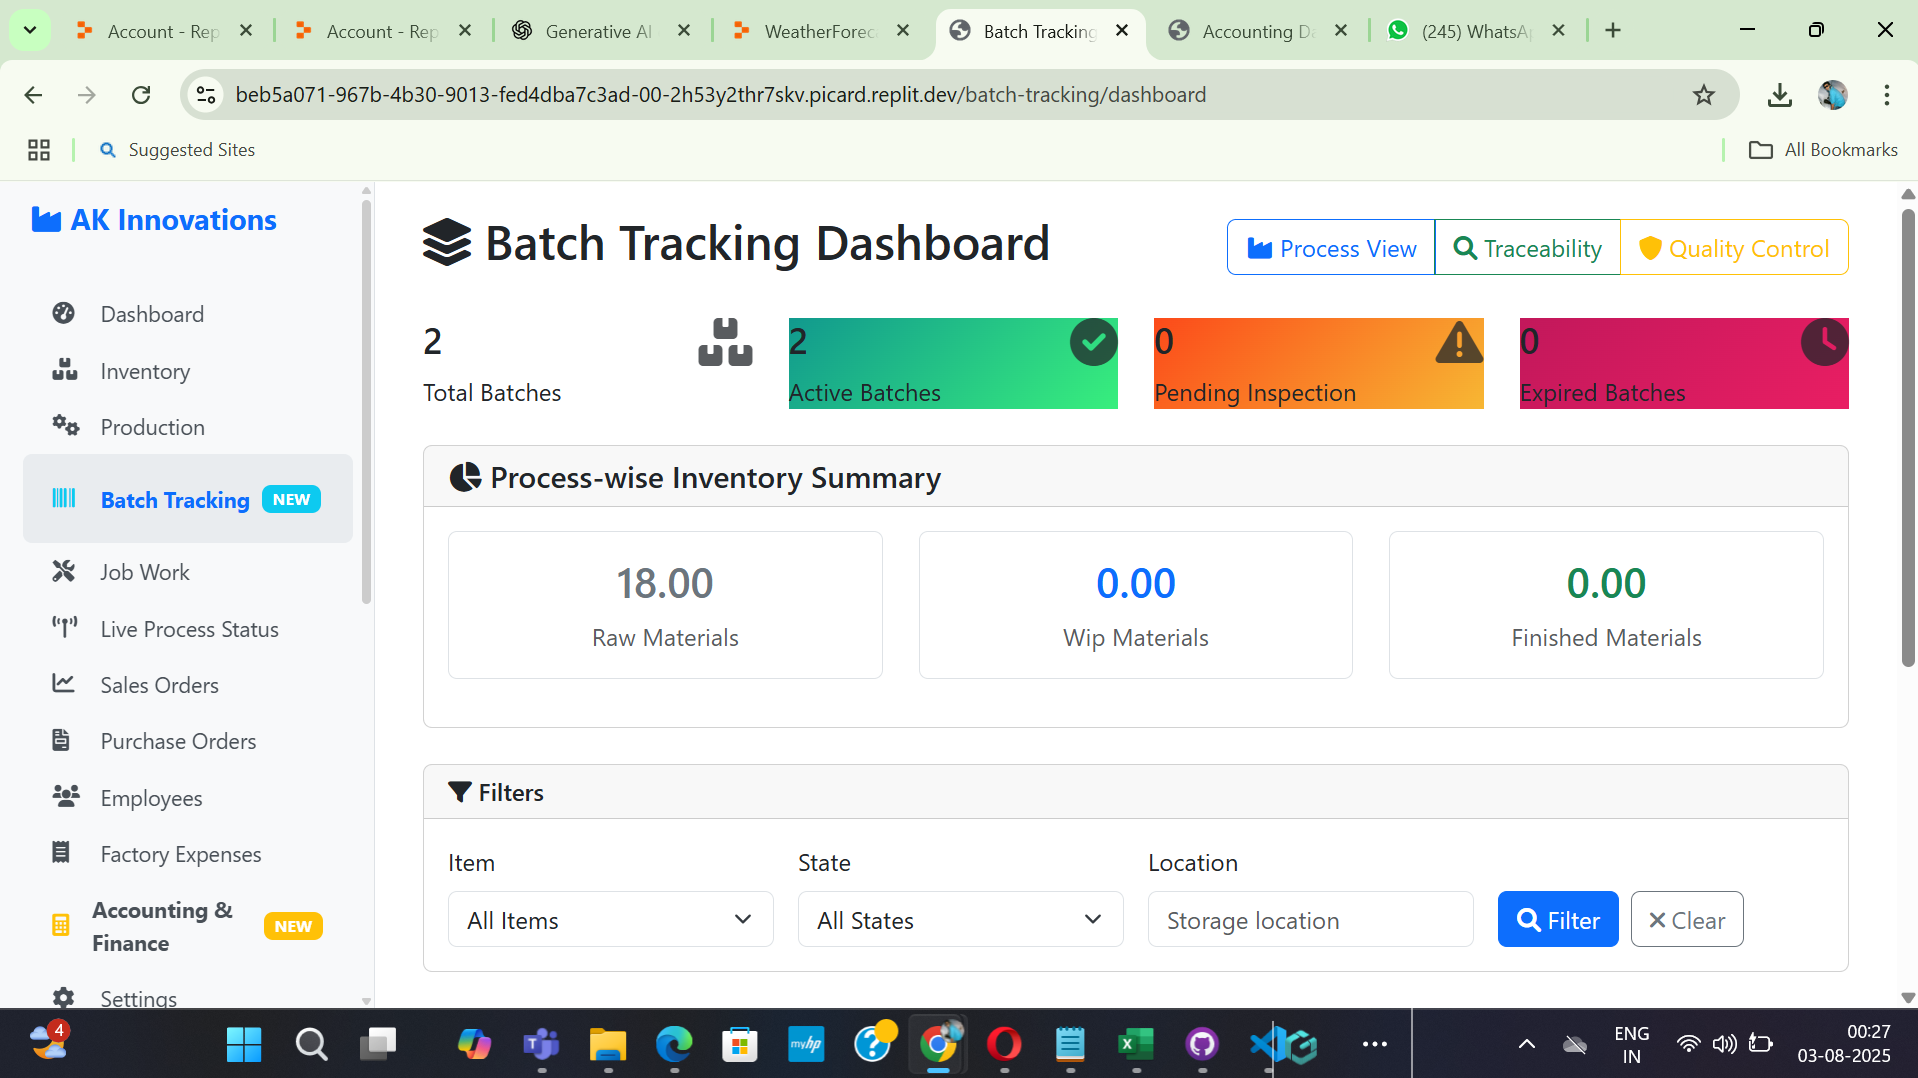 Account - Rep
Account - Rep
Generative AI
WeatherForec
Batch Tracking
Accounting Da
(245) WhatsAp
beb5a071-967b-4b30-9013-fed4dba7c3ad-00-2h53y2thr7skv.picard.replit.dev/batch-tracking/dashboard
Suggested Sites
All Bookmarks
AK Innovations
Dashboard
Inventory
Production
Batch Tracking NEW
Job Work
Live Process Status
Sales Orders
Purchase Orders
Employees
Factory Expenses
Accounting &
Finance
NEW
Settings
Batch Tracking Dashboard
Process View
Traceability
Quality Control
2
Total Batches
2
Active Batches
0
Pending Inspection
0
Expired Batches
Process-wise Inventory Summary
18.00
Raw Materials
0.00
Wip Materials
0.00
Finished Materials
Filters
Item
All Items
State
All States
Location
Storage location
Filter
Clear
4
myhp
ENG
IN
00:27
03-08-2025